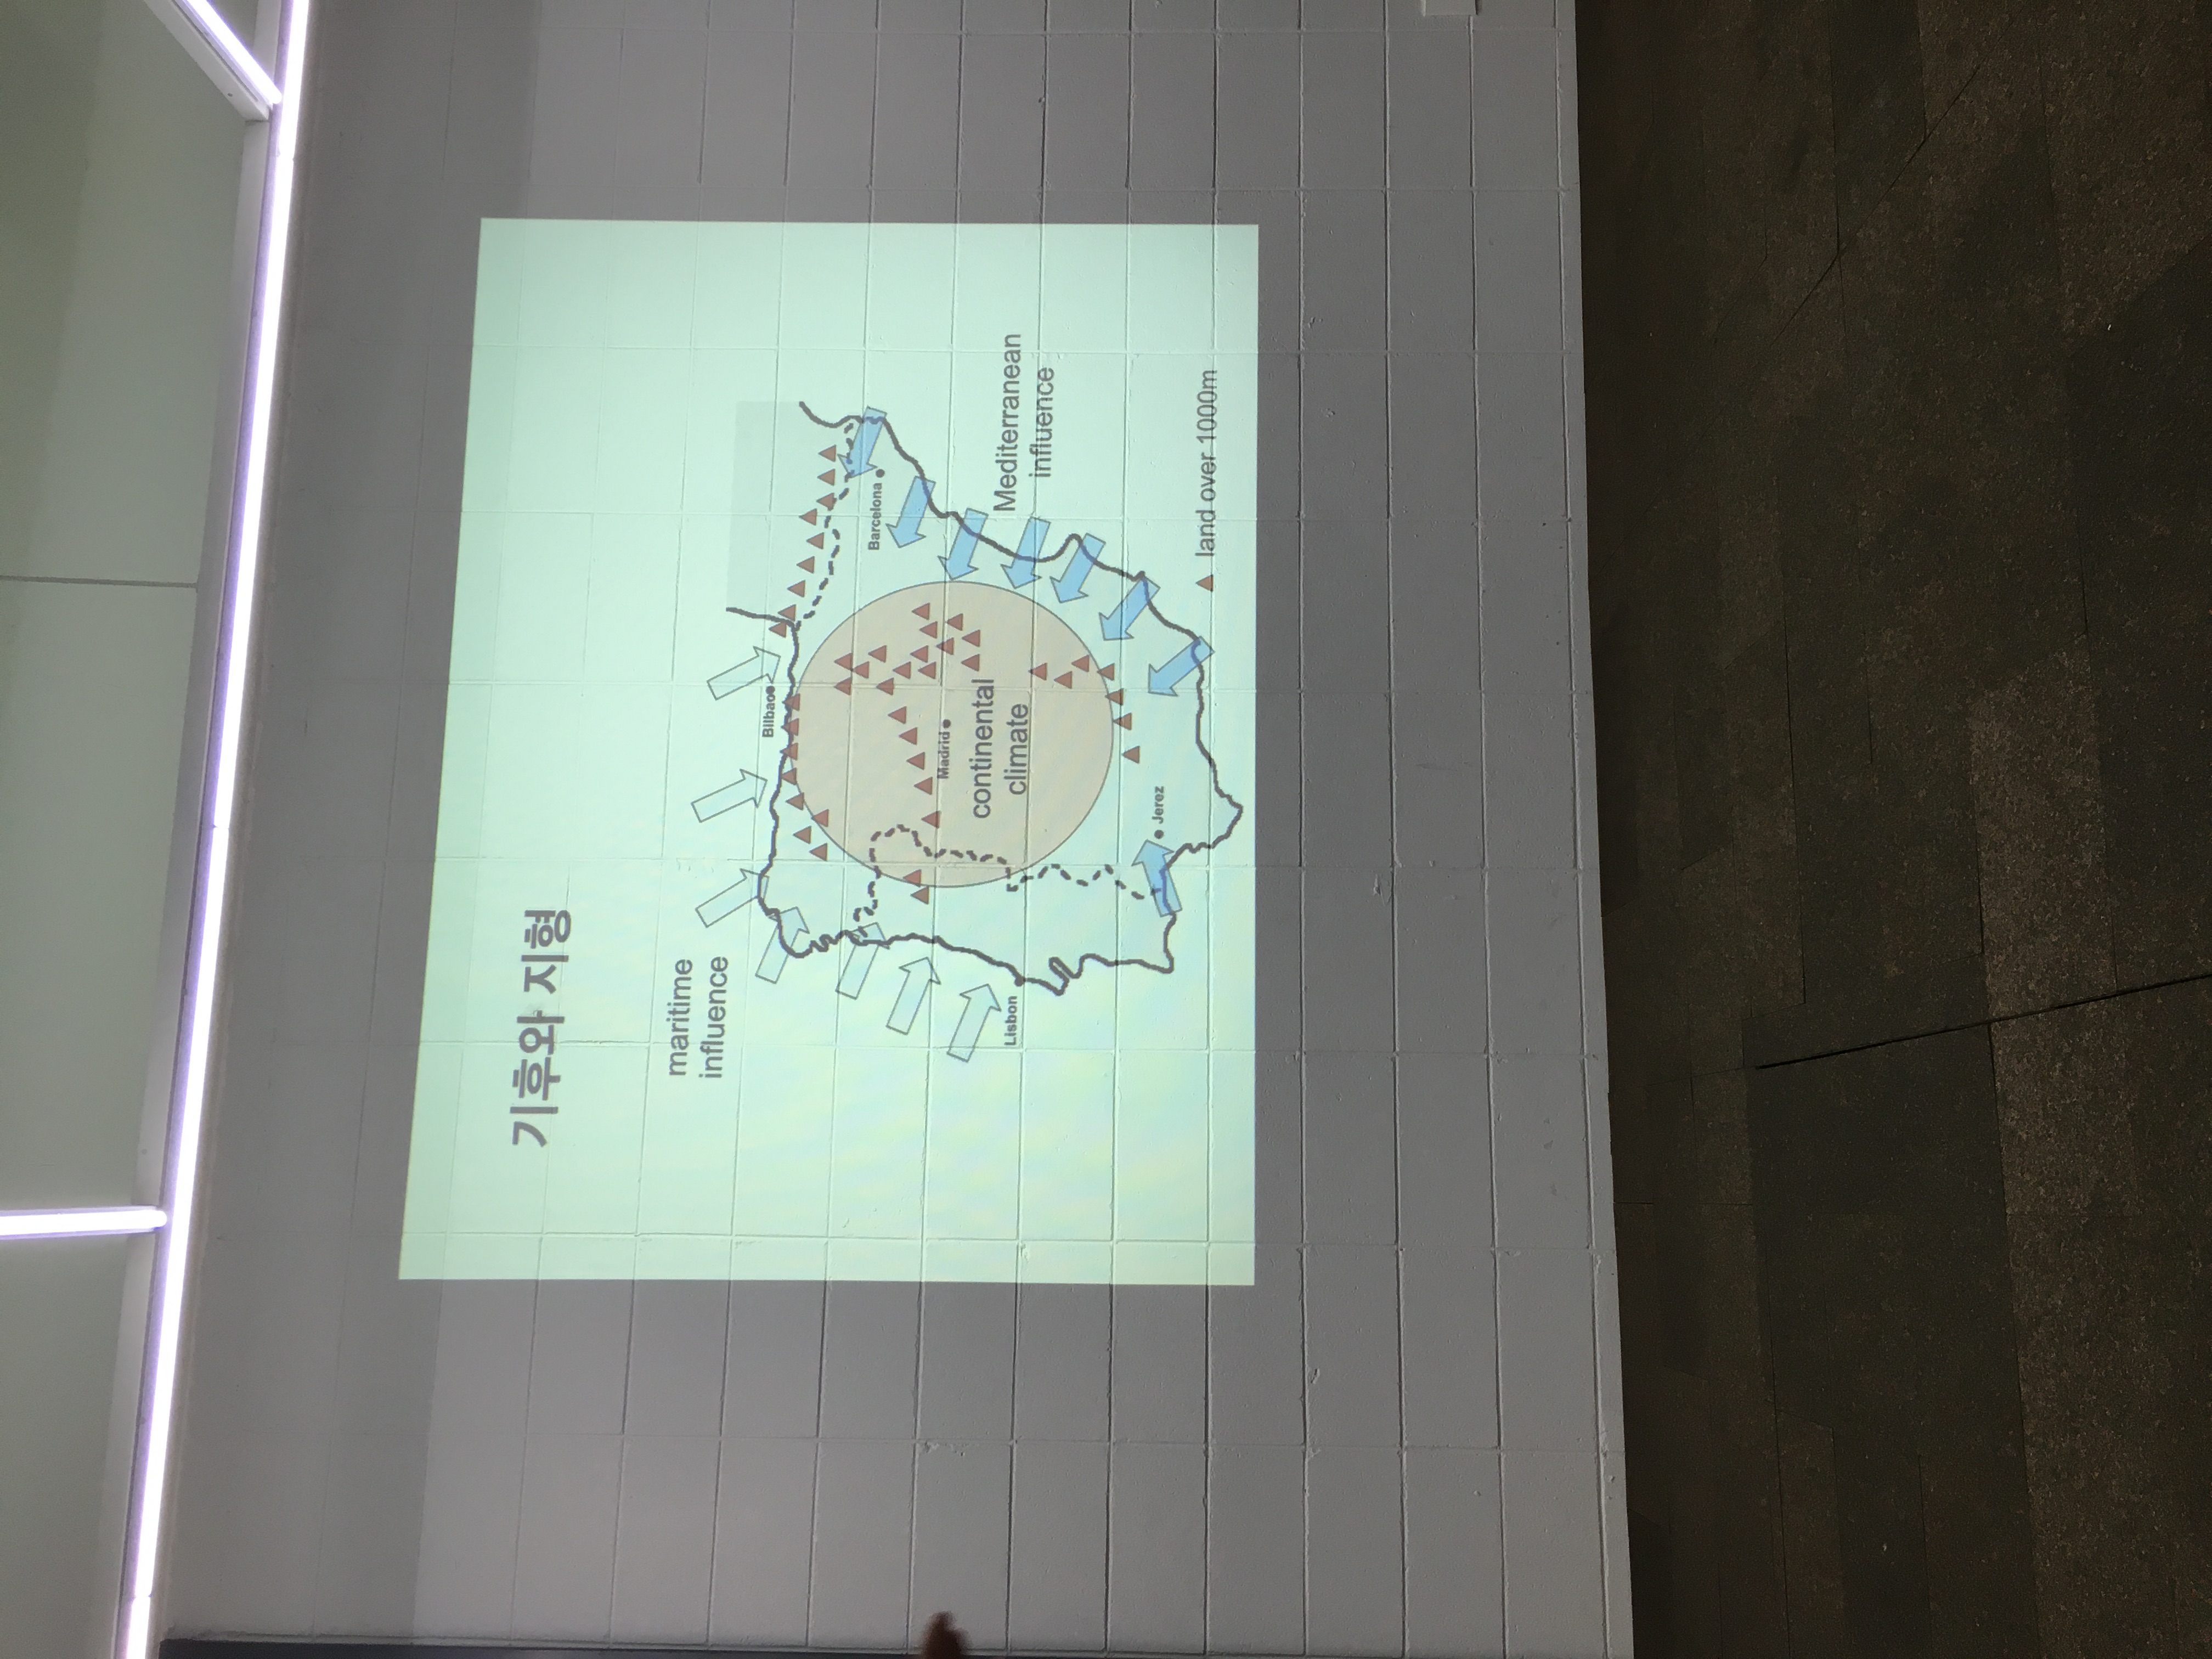 기후와 지형
maritime
influence
Bilbao
Barcelona
Madrid
continental
climate
Lisbon
Mediterranean
influence
Jerez
land over 1000m